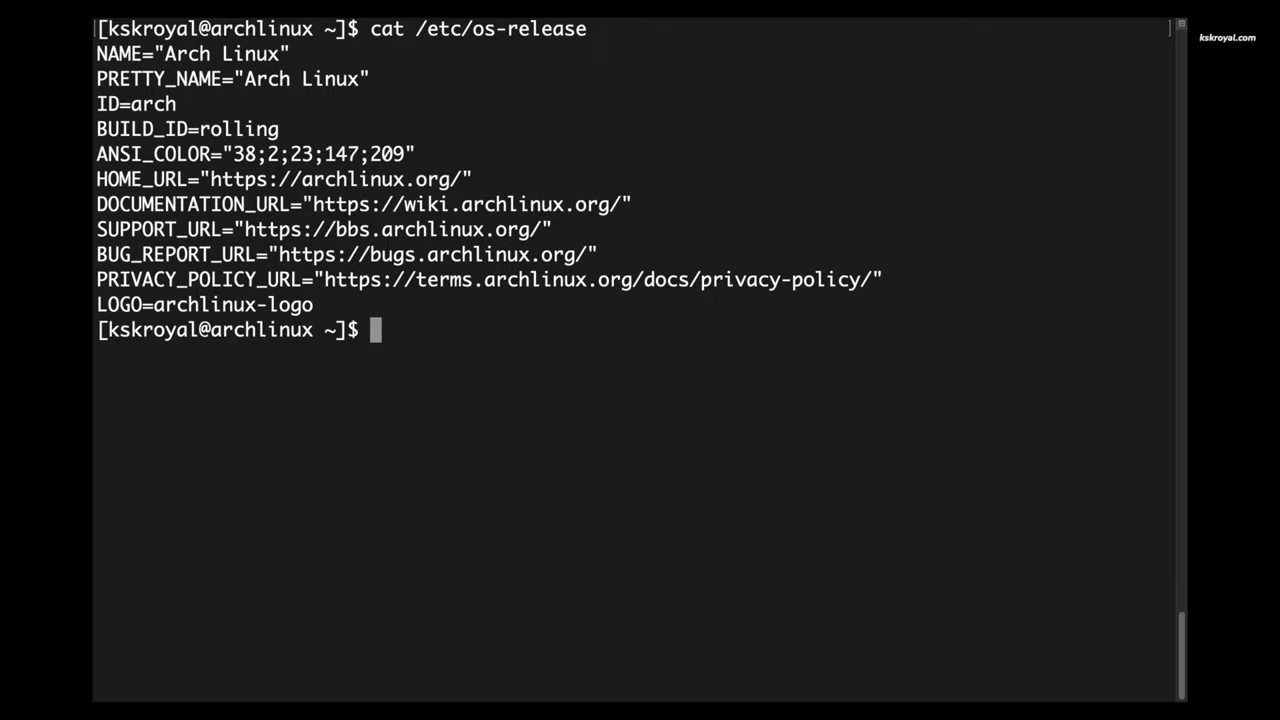 [kskroyal@archlinux ~]$ cat /etc/os-release
kskroyal.com
NAME="Arch Linux"
PRETTY_NAME="Arch Linux"
ID=arch
BUILD_ID=rolling
ANSI_COLOR="38;2;23;147;209"
HOME_URL="https://archlinux.org/"
DOCUMENTATION_URL="https://wiki.archlinux.org/"
SUPPORT_URL="https://bbs.archlinux.org/"
BUG_REPORT_URL="https://bugs.archlinux.org/"
PRIVACY_POLICY_URL="https://terms.archlinux.org/docs/privacy-policy/"
LOGO=archlinux-logo
[kskroyal@archlinux ~]$